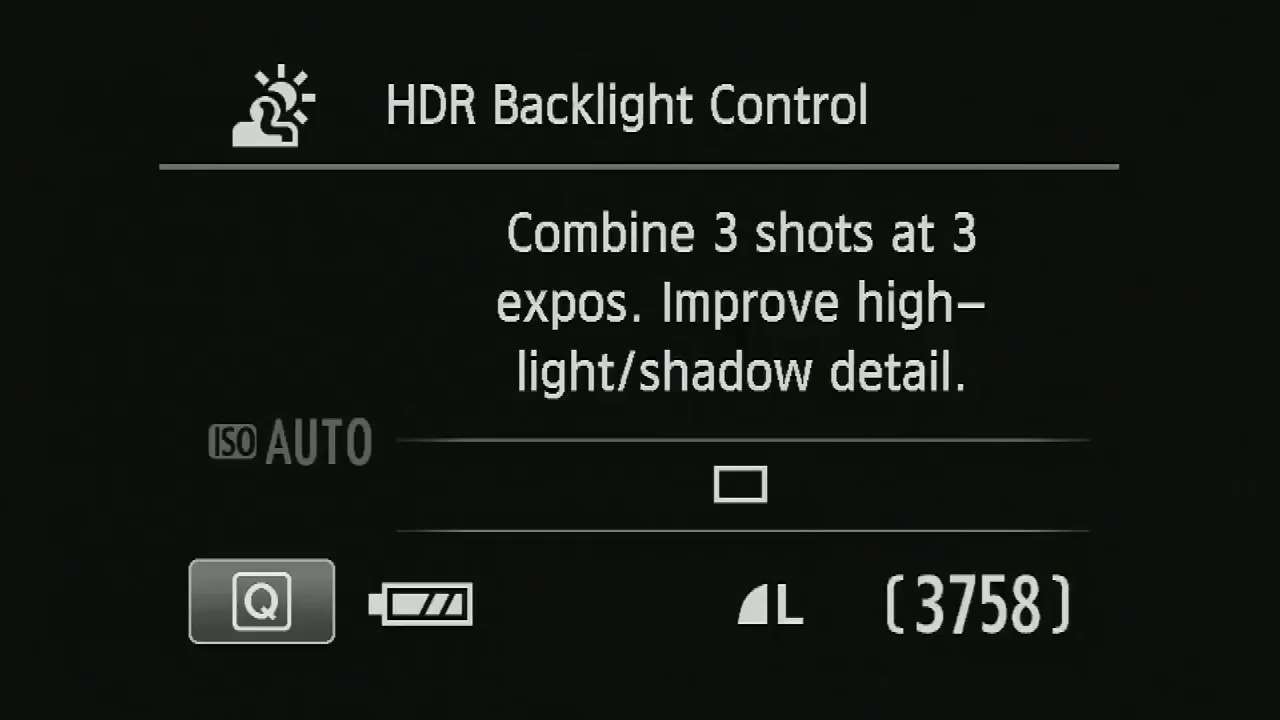 HDR Backlight Control
Combine 3 shots at 3
expos. Improve high–
light/shadow detail.
ISO AUTO
Q
L [3758]